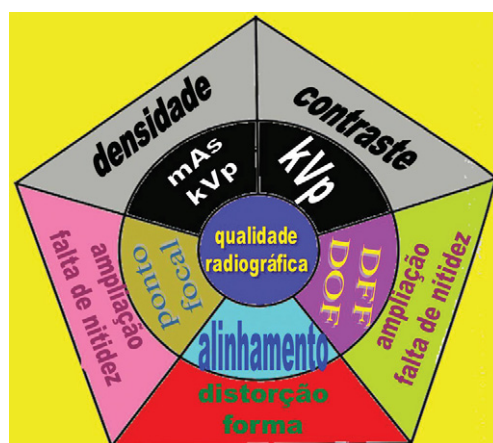 densidade
contraste
mAs
kVp
kVp
qualidade
radiográfica
ponto
focal
ampliação
falta de nitidez
DFF
DOF
ampliação
falta de nitidez
alinhamento
distorção
forma